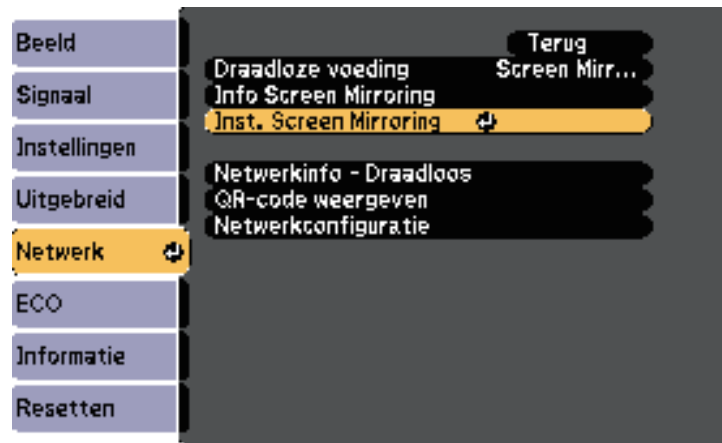 Beeld
Signaal
Instellingen
Uitgebreid
Netwerk
ECO
Informatie
Resetten
Terug
Draadloze voeding Screen Mirr...
Info Screen Mirroring
Inst. Screen Mirroring
Netwerkinfo - Draadloos
QR-code weergeven
Netwerkconfiguratie